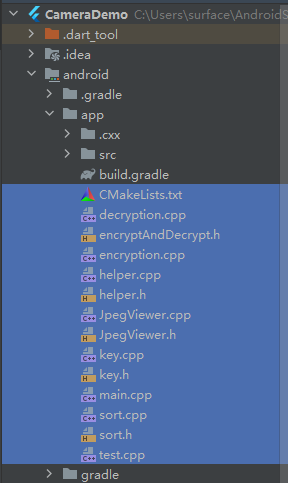 CameraDemo C:\Users\surface\AndroidS
.dart_tool
.idea
android
.gradle
app
.cxx
src
build.gradle
CMakeLists.txt
decryption.cpp
encryptAndDecrypt.h
encryption.cpp
helper.cpp
helper.h
JpegViewer.cpp
JpegViewer.h
key.cpp
key.h
main.cpp
sort.cpp
sort.h
test.cpp
gradle